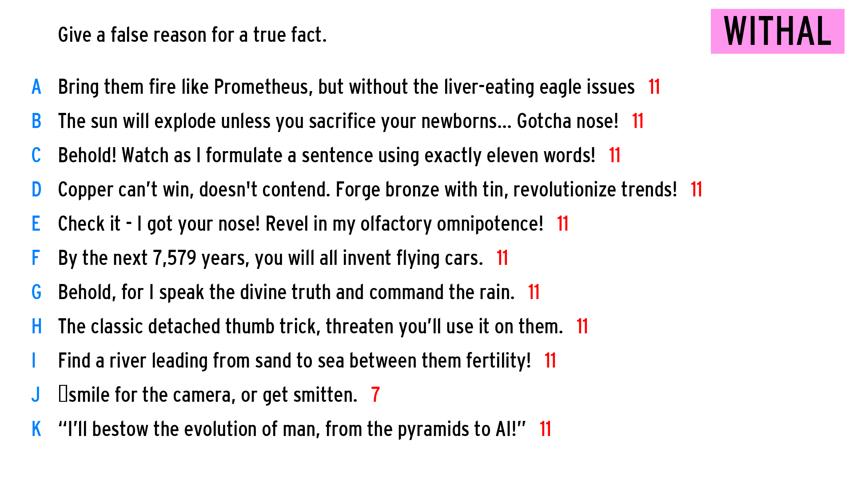 Give a false reason for a true fact.
WITHAL
A Bring them fire like Prometheus, but without the liver-eating eagle issues 11
B The sun will explode unless you sacrifice your newborns... Gotcha nose! 11
C Behold! Watch as I formulate a sentence using exactly eleven words! 11
D Copper can’t win, doesn't contend. Forge bronze with tin, revolutionize trends! 11
E Check it - I got your nose! Revel in my olfactory omnipotence! 11
F By the next 7,579 years, you will all invent flying cars. 11
G Behold, for I speak the divine truth and command the rain. 11
H The classic detached thumb trick, threaten you’ll use it on them. 11
I Find a river leading from sand to sea between them fertility! 11
J ▯smile for the camera, or get smitten. 7
K “I’ll bestow the evolution of man, from the pyramids to AI!” 11